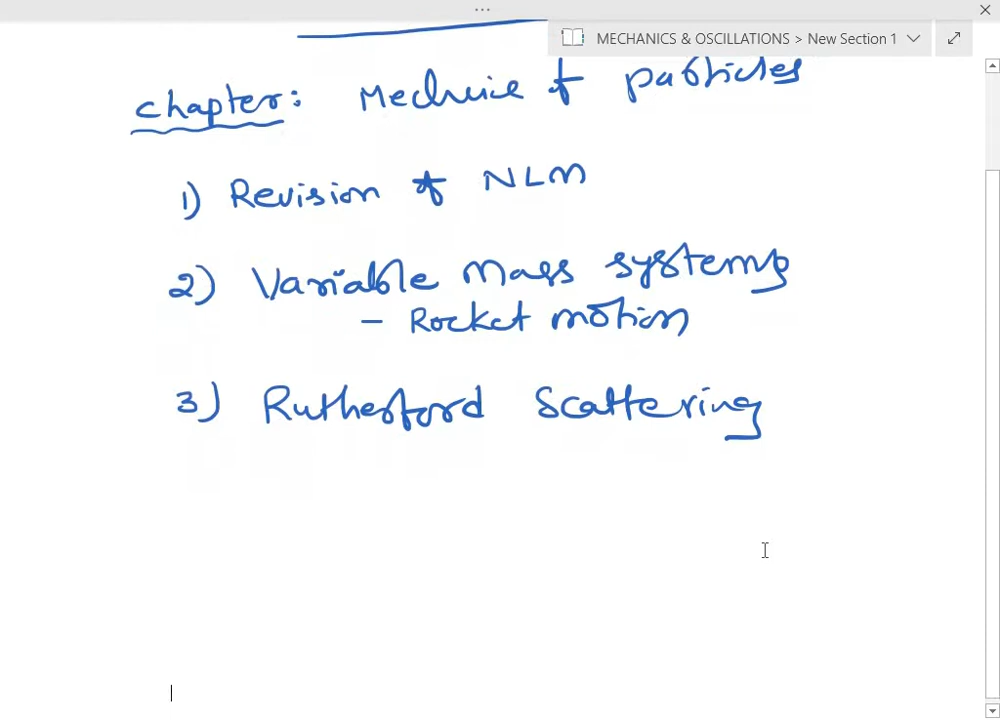 MECHANICS & OSCILLATIONS > New Section 1
Chapter: Mechanics of particles
1) Revision of NLM
2) Variable Mass systems
- Rocket motion
3) Rutherford Scattering